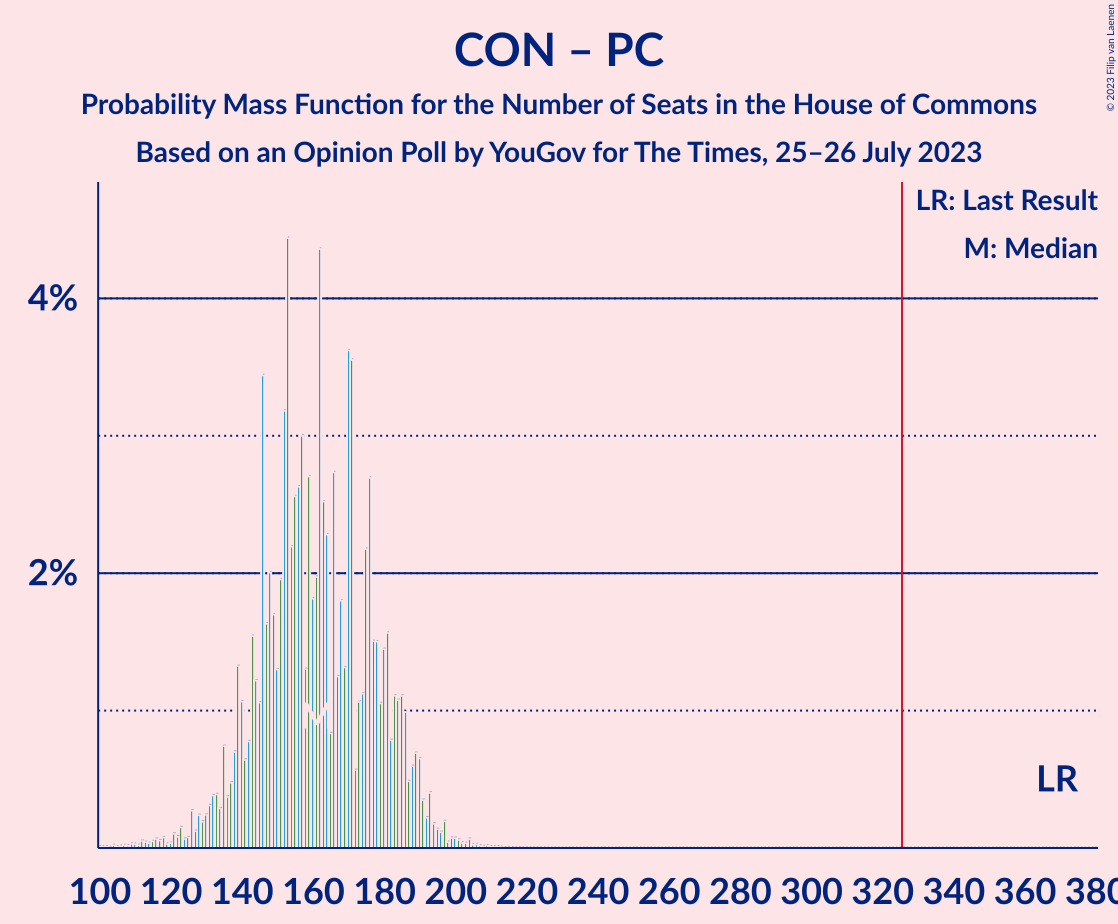 CON – PC
Probability Mass Function for the Number of Seats in the House of Commons
Based on an Opinion Poll by YouGov for The Times, 25–26 July 2023
© 2023 Filip van Laenen
LR: Last Result
M: Median
4%
2%
LR
100 120 140 160 180 200 220 240 260 280 300 320 340 360 380